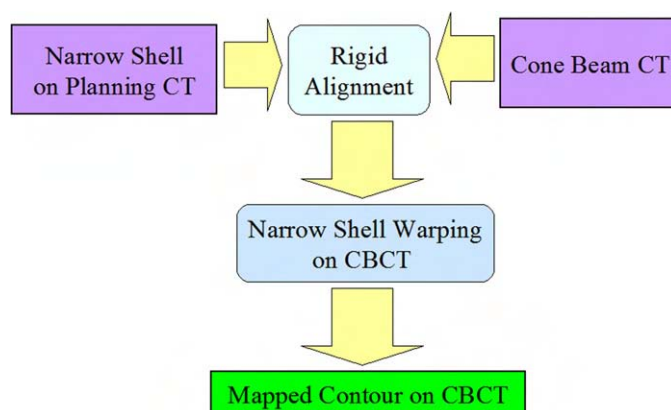 Narrow Shell
on Planning CT
Rigid
Alignment
Cone Beam CT
Narrow Shell Warping
on CBCT
Mapped Contour on CBCT